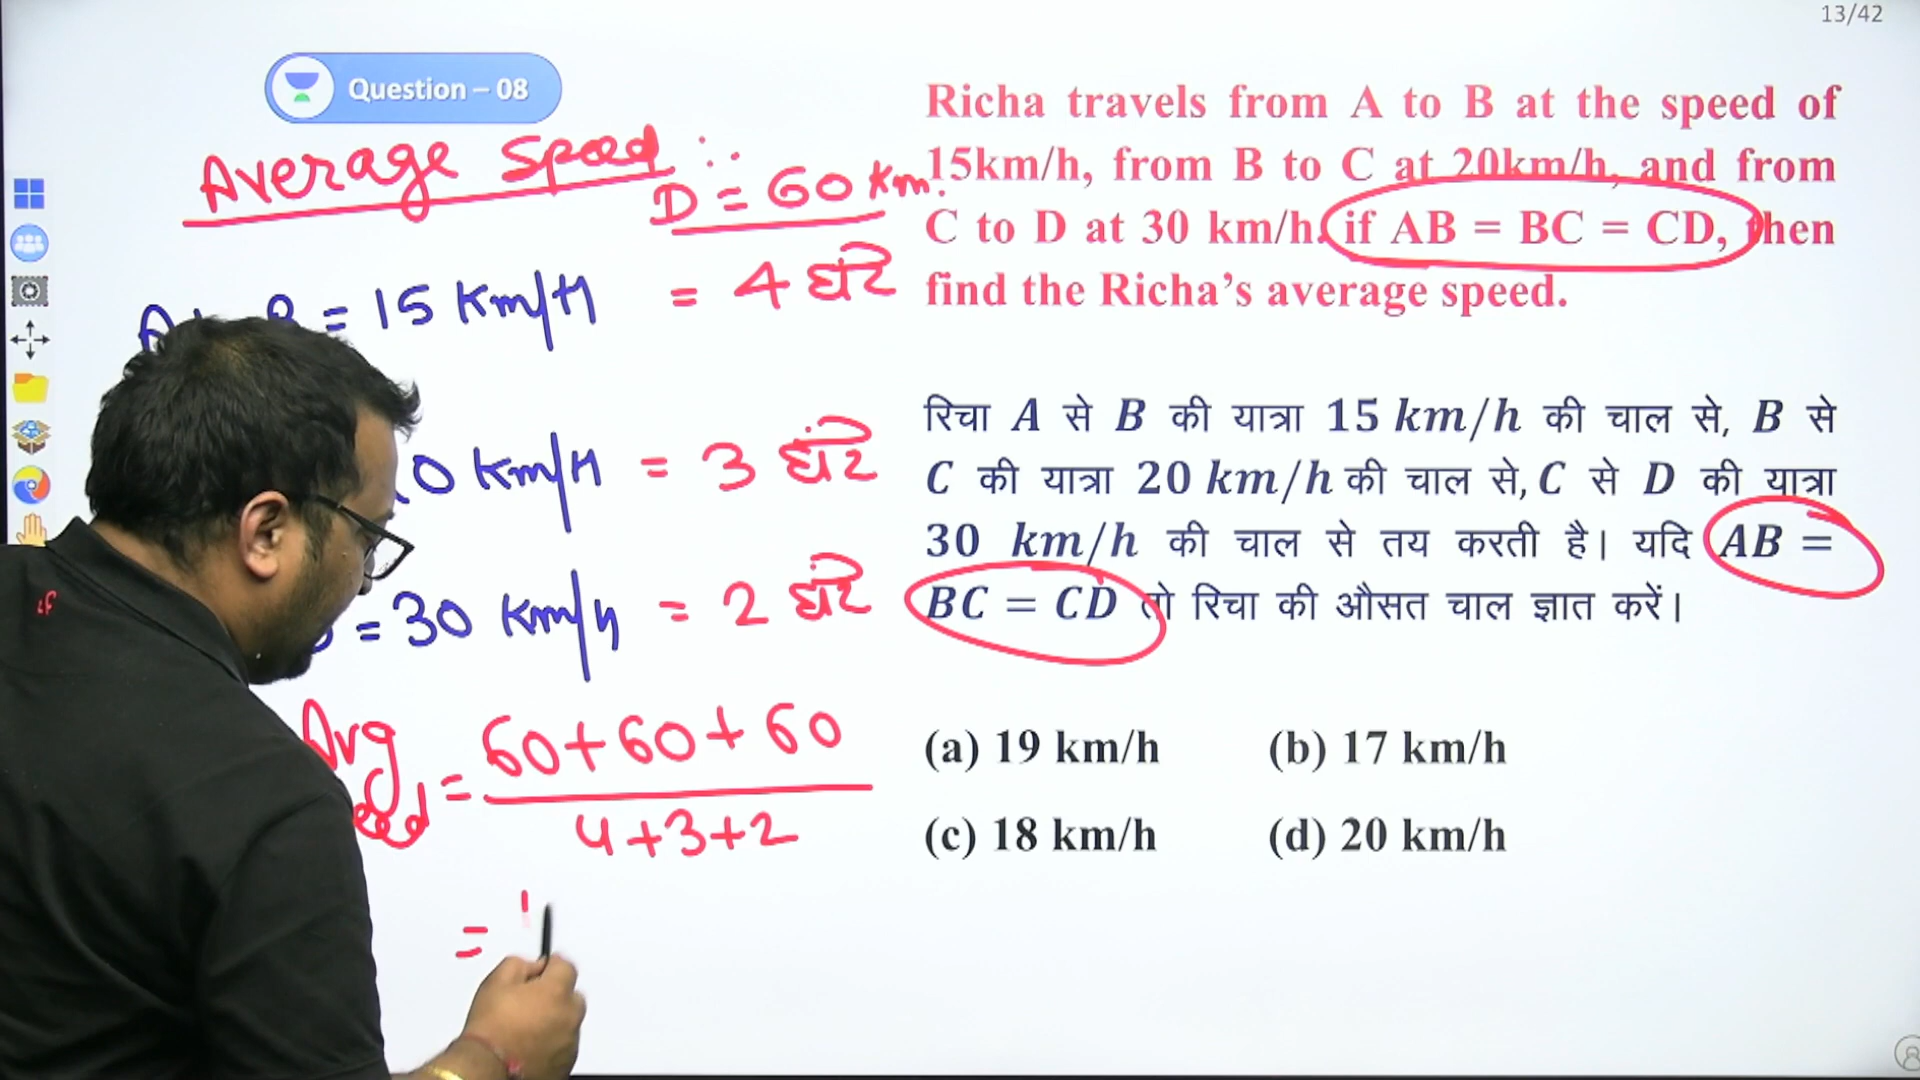 13/42
Question – 08
Average Speed :
D = 60 Km.
= 15 Km/H = 4 घंटे
0 Km/H = 3 घंटे
= 30 Km/H = 2 घंटे
Avg
= 60+60+60
4+3+2
=
Richa travels from A to B at the speed of
15km/h, from B to C at 20km/h, and from
C to D at 30 km/h. if AB = BC = CD, then
find the Richa’s average speed.
रिचा A से B की यात्रा 15 km/h की चाल से, B से
C की यात्रा 20 km/h की चाल से, C से D की यात्रा
30 km/h की चाल से तय करती है। यदि AB =
BC = CD तो रिचा की औसत चाल ज्ञात करें।
(a) 19 km/h (b) 17 km/h
(c) 18 km/h (d) 20 km/h